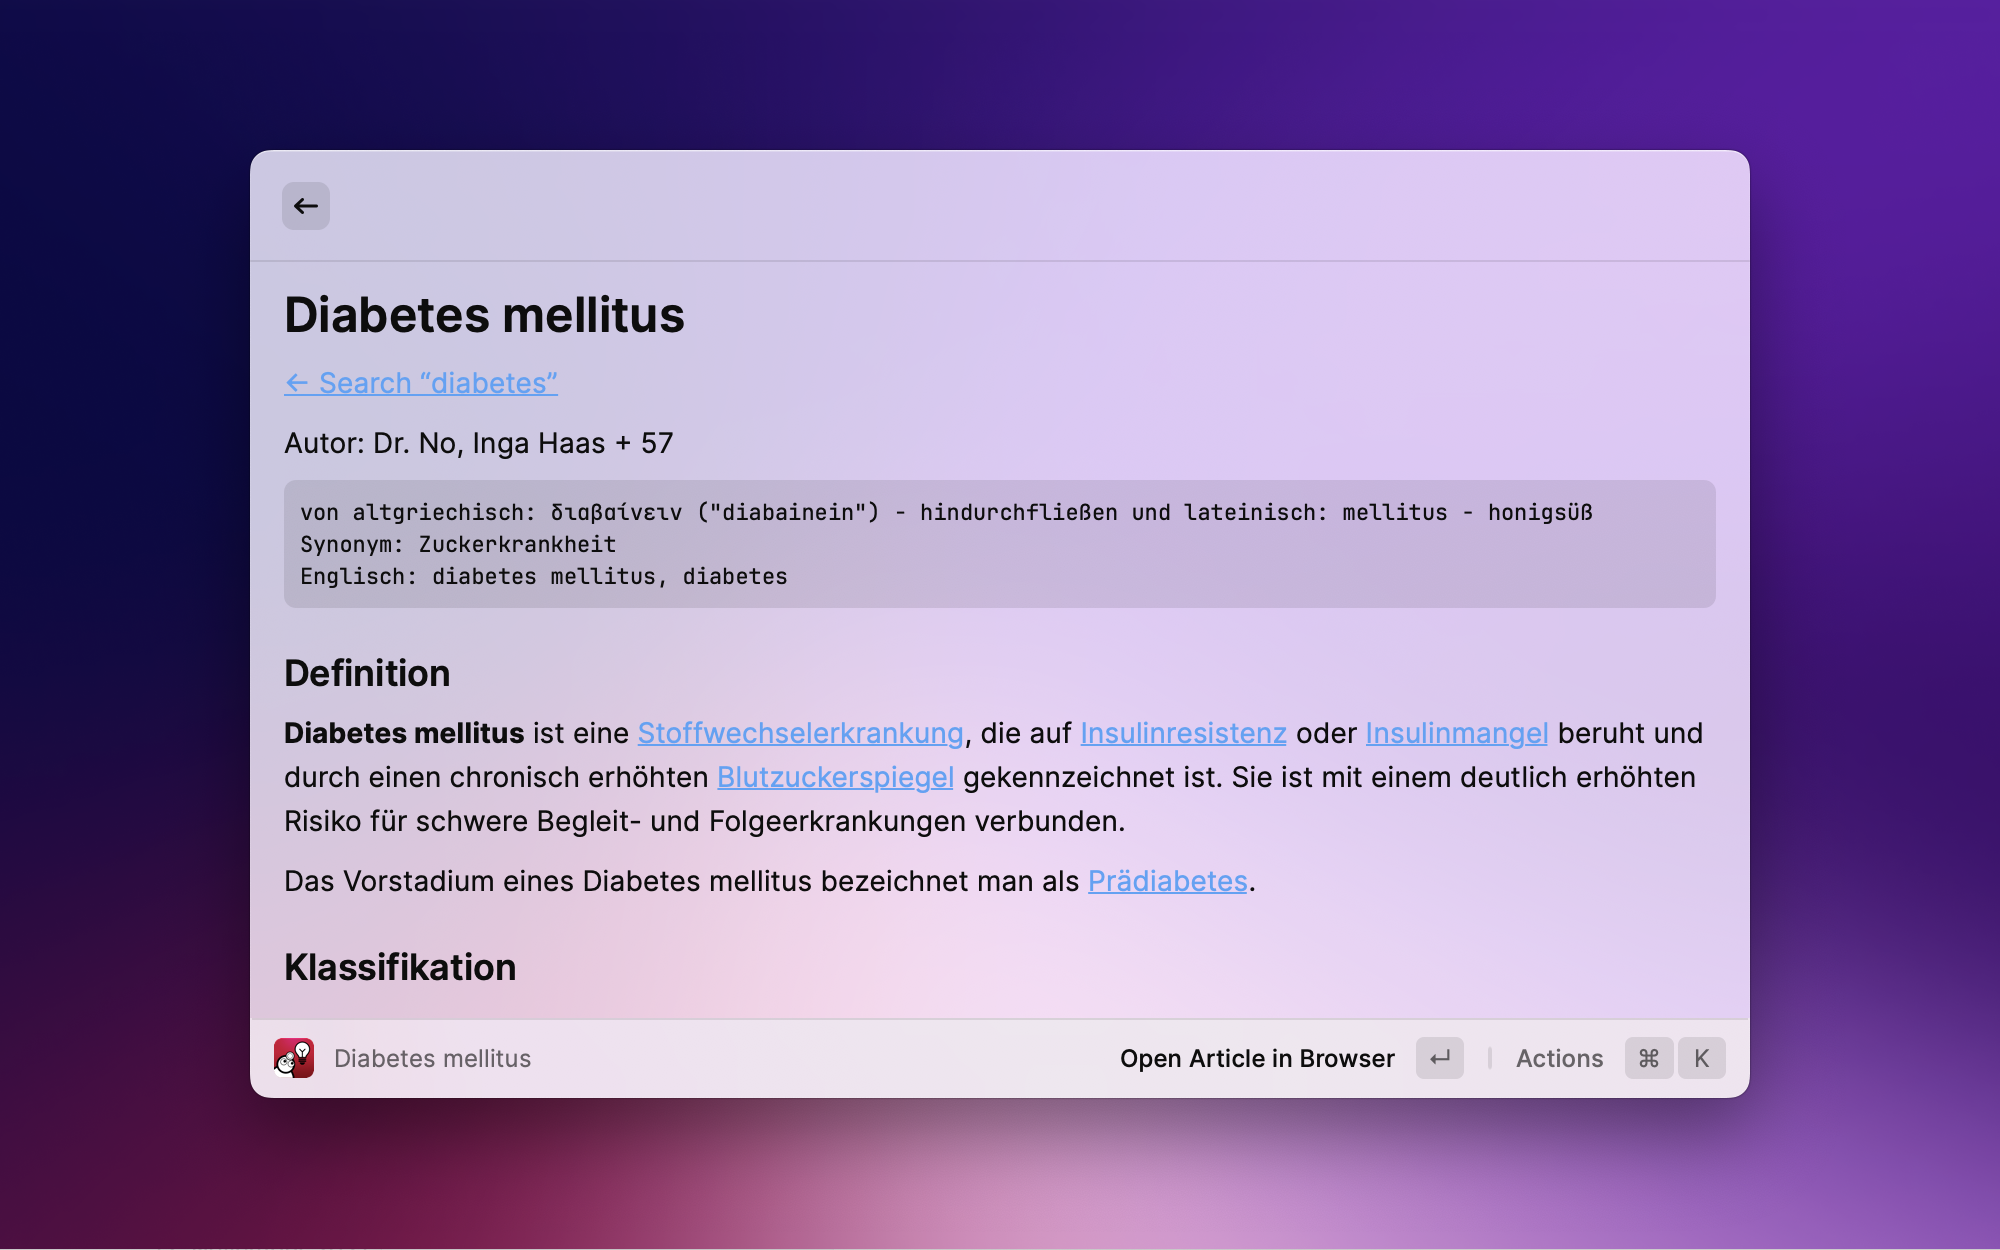 ←
Diabetes mellitus
← Search “diabetes”
Autor: Dr. No, Inga Haas + 57
von altgriechisch: διαβαίνειν ("diabainein") - hindurchfließen und lateinisch: mellitus - honigsüß
Synonym: Zuckerkrankheit
Englisch: diabetes mellitus, diabetes
Definition
Diabetes mellitus ist eine Stoffwechselerkrankung, die auf Insulinresistenz oder Insulinmangel beruht und
durch einen chronisch erhöhten Blutzuckerspiegel gekennzeichnet ist. Sie ist mit einem deutlich erhöhten
Risiko für schwere Begleit- und Folgeerkrankungen verbunden.
Das Vorstadium eines Diabetes mellitus bezeichnet man als Prädiabetes.
Klassifikation
Diabetes mellitus Open Article in Browser ↵ | Actions ⌘ K